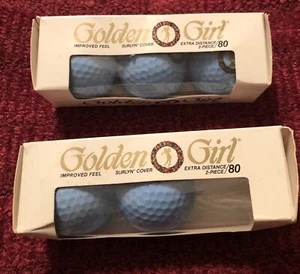 Golden Girl
IMPROVED FEEL SURLYN® COVER EXTRA DISTANCE/
2-PIECE/80
Golden Girl
IMPROVED FEEL SURLYN® COVER EXTRA DISTANCE/
2-PIECE/80